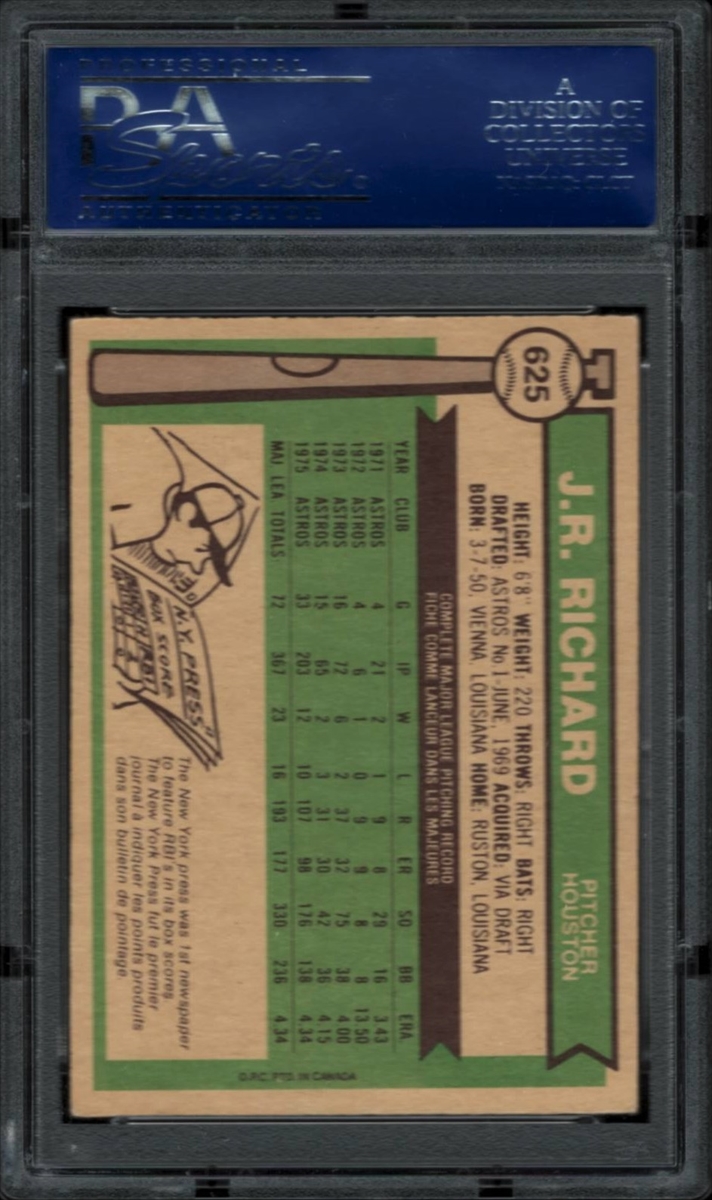 PROFESSIONAL
PSA
Sports
AUTHENTICATOR
A
DIVISION OF
COLLECTORS
UNIVERSE
625
J.R. RICHARD
PITCHER
HOUSTON
HEIGHT: 6'8" WEIGHT: 220 THROWS: RIGHT BATS: RIGHT
DRAFTED: ASTROS No 1-JUNE, 1969 ACQUIRED: VIA DRAFT
BORN: 3-7-50, VIENNA, LOUISIANA HOME: RUSTON, LOUISIANA
COMPLETE MAJOR LEAGUE PITCHING RECORD
FICHE COMME LANCEUR DANS LES MAJEURES
YEAR CLUB G IP W L R ER SO BB ERA
1971 ASTROS 4 21 2 1 9 8 29 16 3.43
1972 ASTROS 4 6 1 0 9 9 8 8 13.50
1973 ASTROS 16 72 6 2 37 32 75 38 4.00
1974 ASTROS 15 65 2 3 31 30 42 36 4.15
1975 ASTROS 33 203 12 10 107 98 176 138 4.34
MAJ. LEA. TOTALS 72 367 23 16 193 177 330 236 4.34
"N.Y. PRESS"
BOX SCORE
The New York press was 1st newspaper
to feature RBI's in its box scores.
The New York Press fut le premier
journal à indiquer les points produits
dans son bulletin de pointage.
O.P.C. PTD. IN CANADA